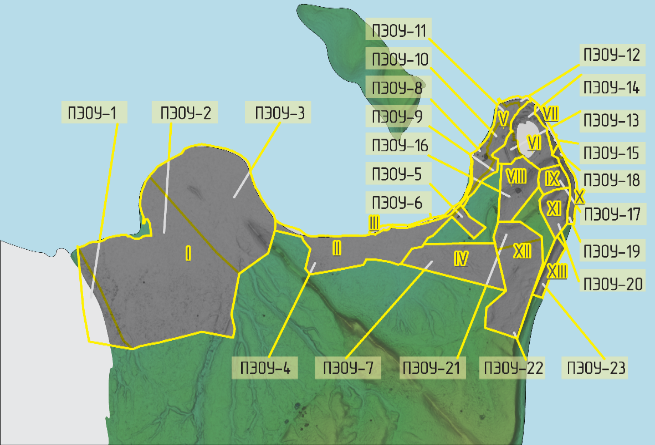 ПЗОУ-11
ПЗОУ-12
ПЗОУ-10
ПЗОУ-14
ПЗОУ-8
ПЗОУ-1
ПЗОУ-2
ПЗОУ-3
ПЗОУ-9
V
VII
ПЗОУ-13
ПЗОУ-16
VI
ПЗОУ-15
ПЗОУ-5
VIII
IX
ПЗОУ-18
ПЗОУ-6
X
XI
ПЗОУ-17
III
I
II
IV
XII
ПЗОУ-19
XIII
ПЗОУ-20
ПЗОУ-4
ПЗОУ-7
ПЗОУ-21
ПЗОУ-22
ПЗОУ-23